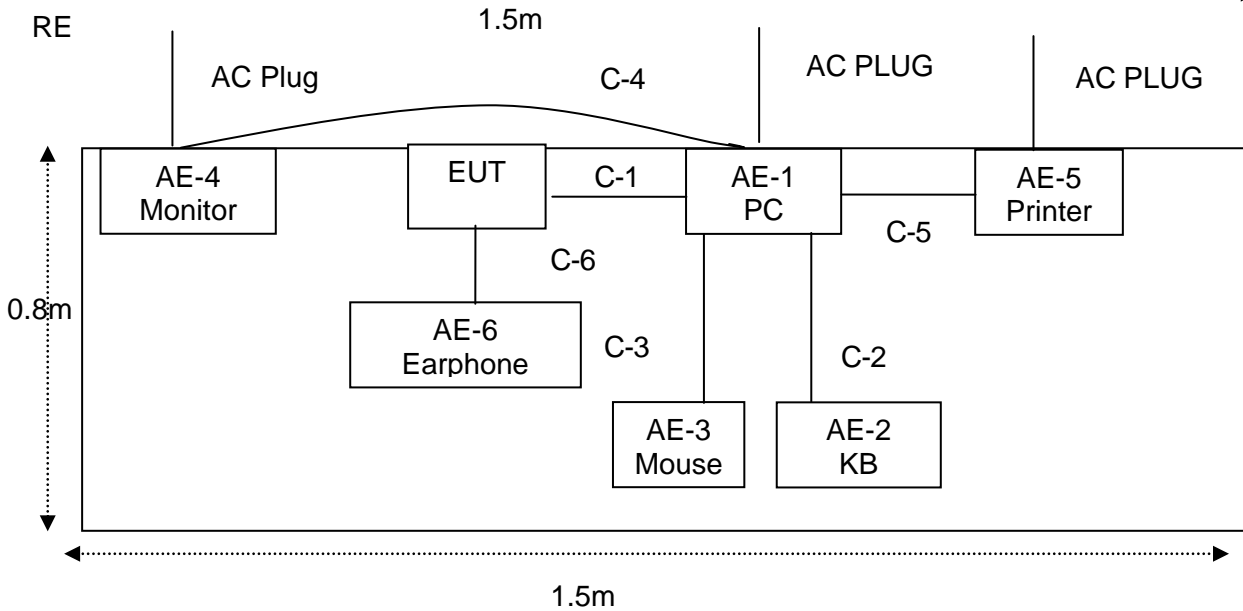 1.5m
RE
AC Plug
C-4
AC PLUG
AC PLUG
AE-4
Monitor
EUT
C-1
AE-1
PC
AE-5
Printer
C-5
C-6
0.8m
AE-6
Earphone
C-3
C-2
AE-3
Mouse
AE-2
KB
1.5m